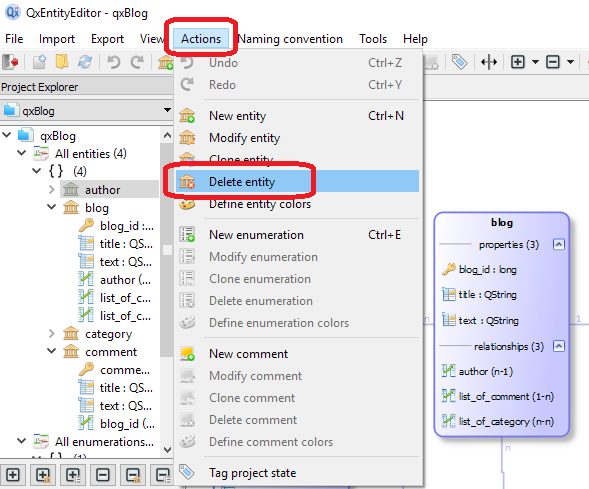 QxEntityEditor - qxBlog
File Import Export View Actions Naming convention Tools Help
Project Explorer
qxBlog
qxBlog
All entities (4)
{ } (4)
author
blog
blog_id :...
title : QS...
text : QS...
author (...
list_of_c...
list_of_c...
category
comment
comme...
title : QS...
text : QS...
blog_id (...
All enumerations...
Undo Ctrl+Z
Redo Ctrl+Y
New entity Ctrl+N
Modify entity
Clone entity
Delete entity
Define entity colors
New enumeration Ctrl+E
Modify enumeration
Clone enumeration
Delete enumeration
Define enumeration colors
New comment
Modify comment
Clone comment
Delete comment
Define comment colors
Tag project state
blog
properties (3)
blog_id : long
title : QString
text : QString
relationships (3)
author (n-1)
list_of_comment (1-n)
list_of_category (n-n)
n
1
n